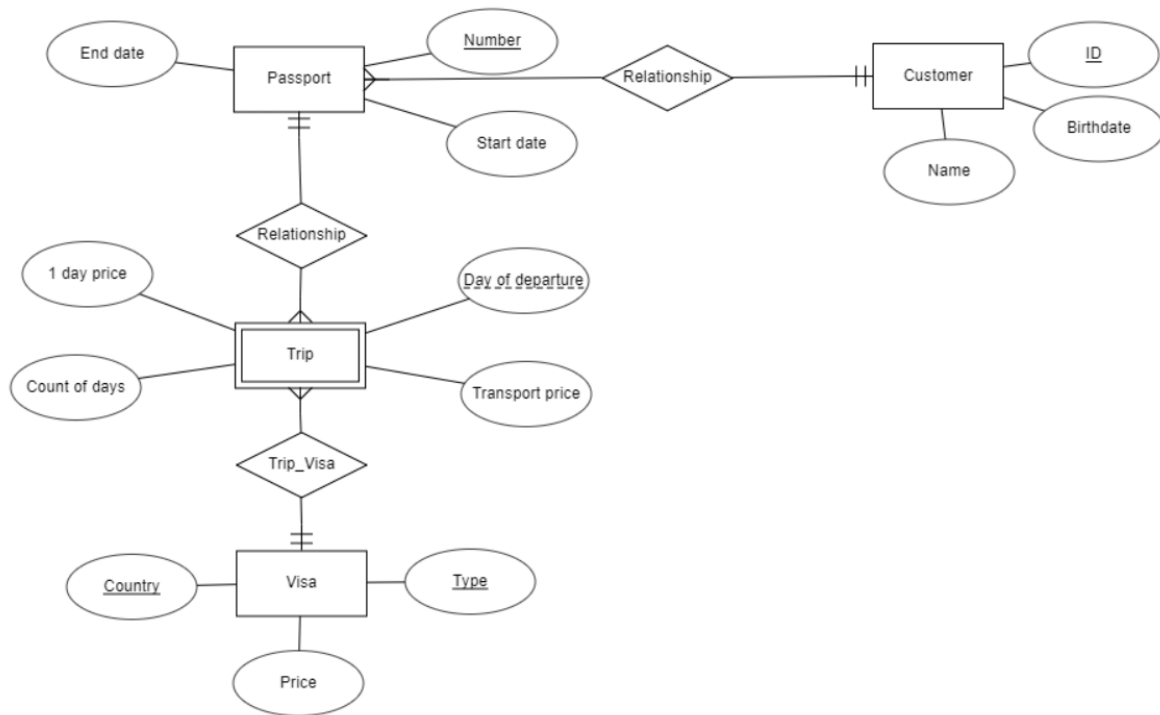 End date
Passport
Number
Relationship
Customer
ID
Birthdate
Start date
Name
Relationship
1 day price
Day of departure
Trip
Count of days
Transport price
Trip_Visa
Country
Visa
Type
Price